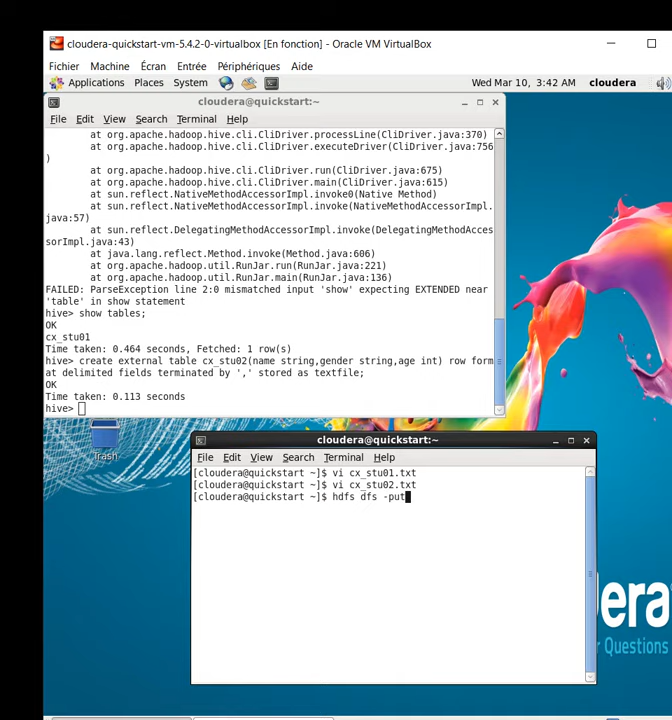 cloudera-quickstart-vm-5.4.2-0-virtualbox [En fonction] - Oracle VM VirtualBox
Fichier Machine Écran Entrée Périphériques Aide
Applications Places System Wed Mar 10, 3:42 AM cloudera
cloudera@quickstart:~
File Edit View Search Terminal Help
at org.apache.hadoop.hive.cli.CliDriver.processLine(CliDriver.java:370)
at org.apache.hadoop.hive.cli.CliDriver.executeDriver(CliDriver.java:756
)
at org.apache.hadoop.hive.cli.CliDriver.run(CliDriver.java:675)
at org.apache.hadoop.hive.cli.CliDriver.main(CliDriver.java:615)
at sun.reflect.NativeMethodAccessorImpl.invoke0(Native Method)
at sun.reflect.NativeMethodAccessorImpl.invoke(NativeMethodAccessorImpl.
java:57)
at sun.reflect.DelegatingMethodAccessorImpl.invoke(DelegatingMethodAcces
sorImpl.java:43)
at java.lang.reflect.Method.invoke(Method.java:606)
at org.apache.hadoop.util.RunJar.run(RunJar.java:221)
at org.apache.hadoop.util.RunJar.main(RunJar.java:136)
FAILED: ParseException line 2:0 mismatched input 'show' expecting EXTENDED near
'table' in show statement
hive> show tables;
OK
cx_stu01
Time taken: 0.464 seconds, Fetched: 1 row(s)
hive> create external table cx_stu02(name string,gender string,age int) row form
at delimited fields terminated by ',' stored as textfile;
OK
Time taken: 0.113 seconds
hive>
Trash
cloudera@quickstart:~
File Edit View Search Terminal Help
[cloudera@quickstart ~]$ vi cx_stu01.txt
[cloudera@quickstart ~]$ vi cx_stu02.txt
[cloudera@quickstart ~]$ hdfs dfs -put
dera
r Questions